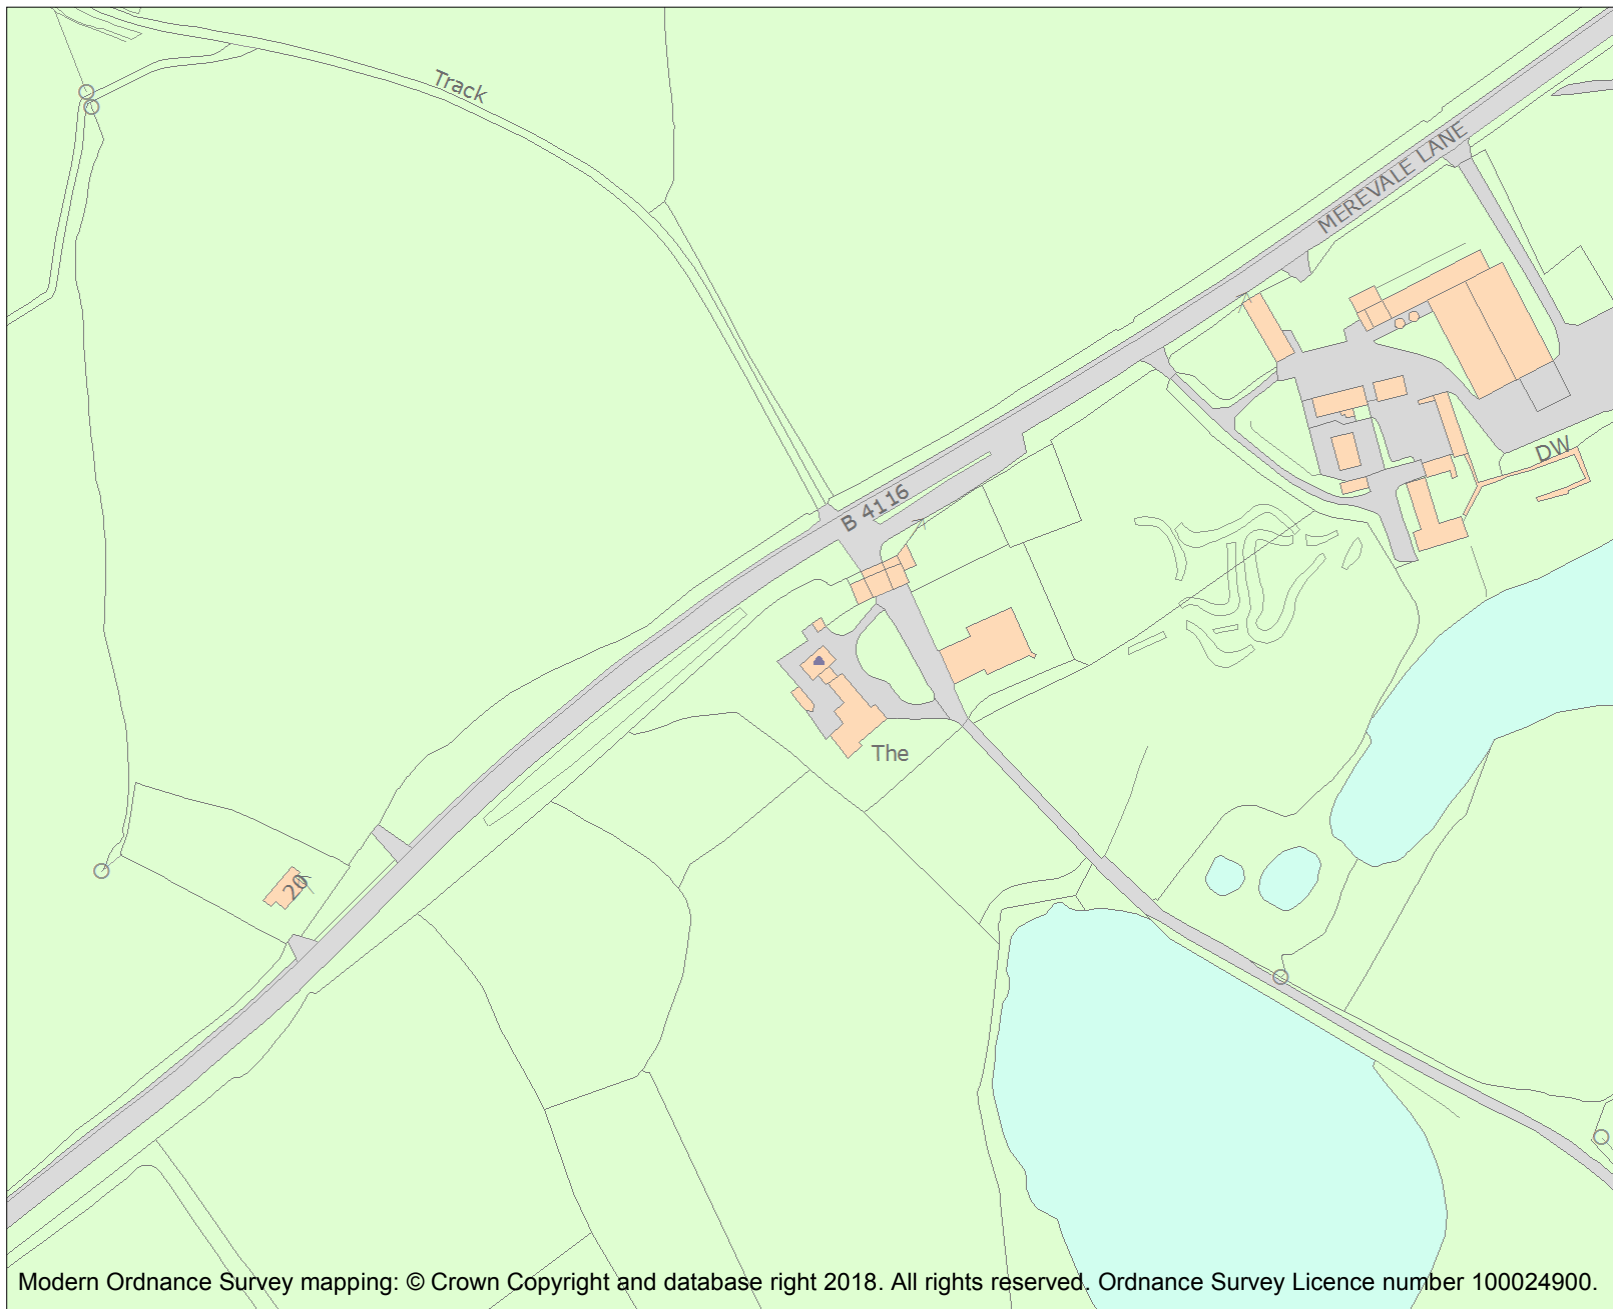 Track
MEREVALE LANE
DW
B 4116
The
20
Modern Ordnance Survey mapping: © Crown Copyright and database right 2018. All rights reserved. Ordnance Survey Licence number 100024900.